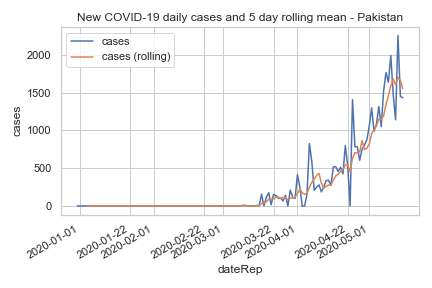 New COVID-19 daily cases and 5 day rolling mean - Pakistan
cases
cases (rolling)
2000
1500
1000
500
0
cases
2020-01-01
2020-01-22
2020-02-01
2020-02-22
2020-03-01
2020-03-22
2020-04-01
2020-04-22
2020-05-01
dateRep